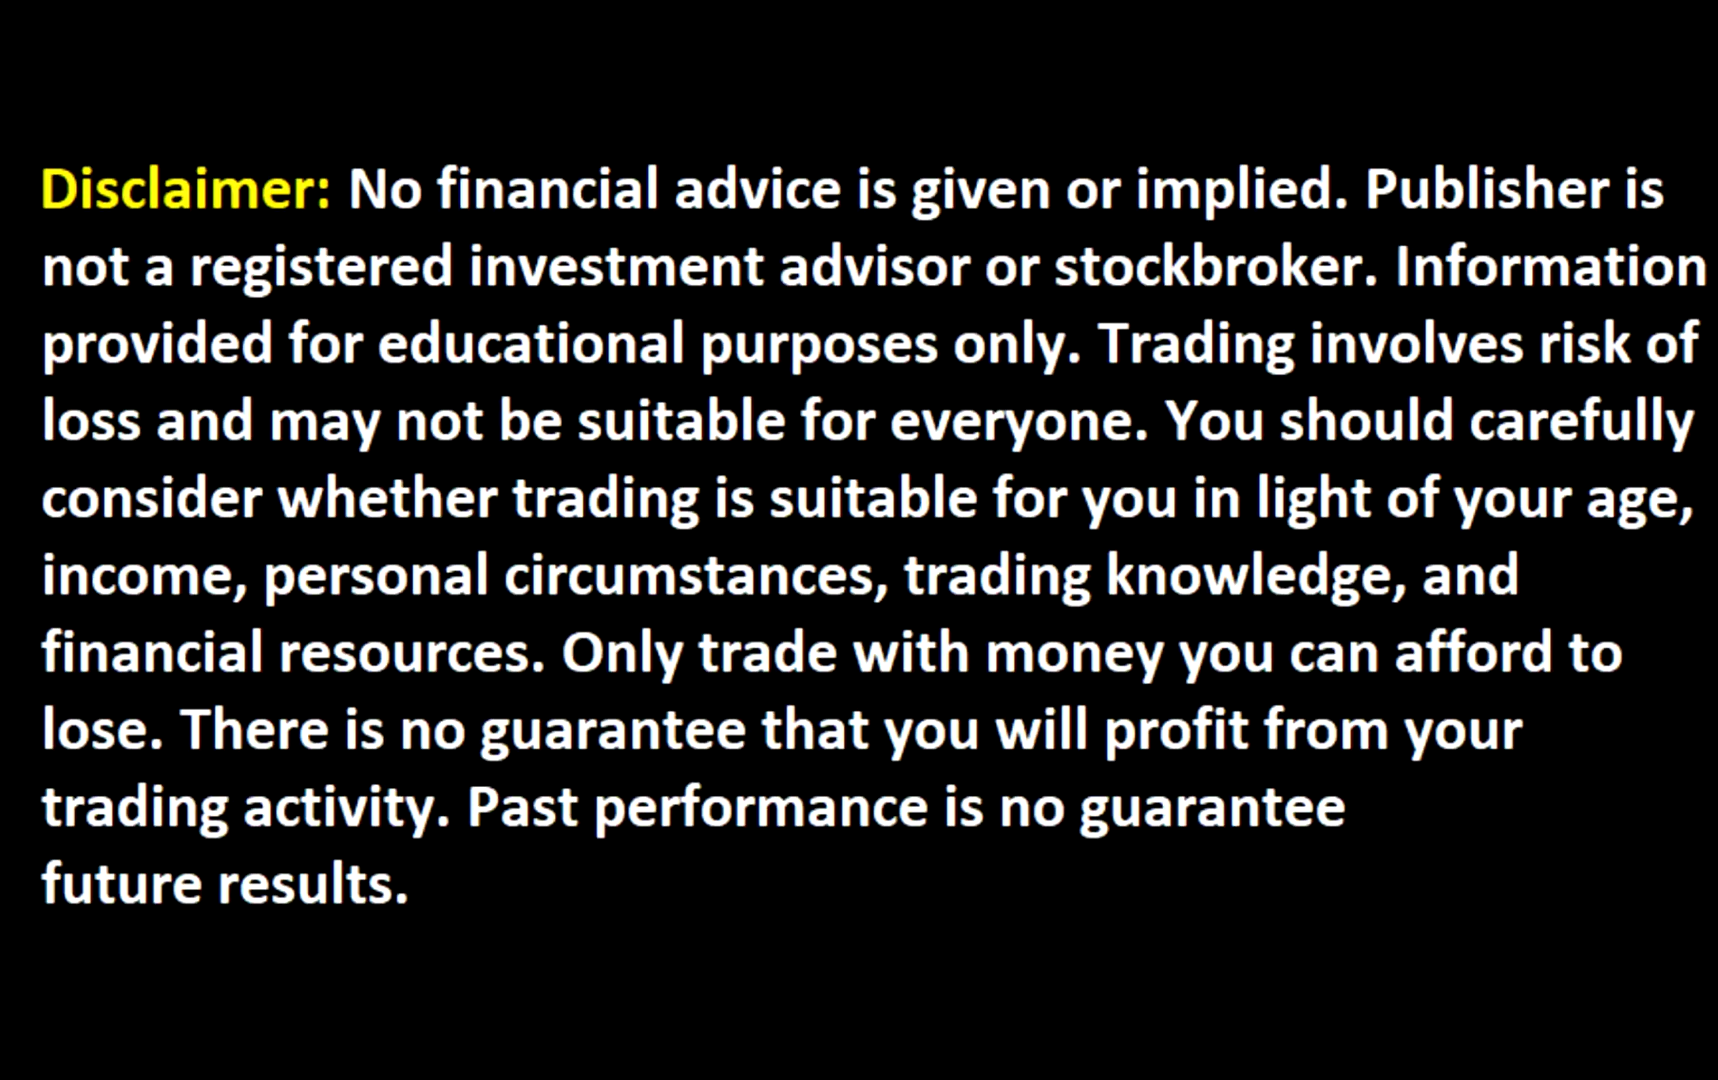 Disclaimer: No financial advice is given or implied. Publisher is
not a registered investment advisor or stockbroker. Information
provided for educational purposes only. Trading involves risk of
loss and may not be suitable for everyone. You should carefully
consider whether trading is suitable for you in light of your age,
income, personal circumstances, trading knowledge, and
financial resources. Only trade with money you can afford to
lose. There is no guarantee that you will profit from your
trading activity. Past performance is no guarantee
future results.